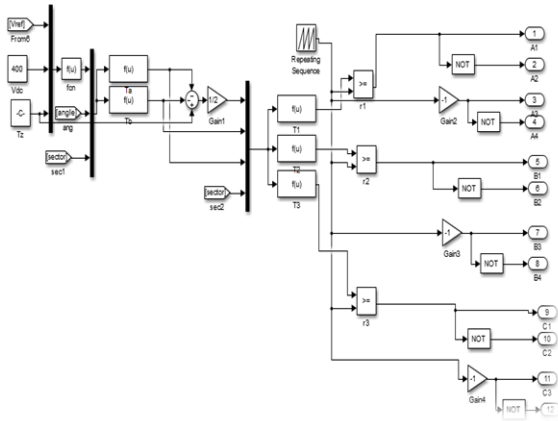 [Vref]
From6
400
Vdc
-C-
Tz
f(u)
fcn
[angle]
ang
[sector]
sec1
f(u)
Ta
f(u)
Tb
1/2
Gain1
[sector]
sec2
f(u)
T1
f(u)
T2
f(u)
T3
Repeating
Sequence
>=
r1
>=
r2
>=
r3
-1
Gain2
-1
Gain3
-1
Gain4
NOT
NOT
NOT
NOT
NOT
NOT
1
A1
2
A2
3
A3
4
A4
5
B1
6
B2
7
B3
8
B4
9
C1
10
C2
11
C3
12